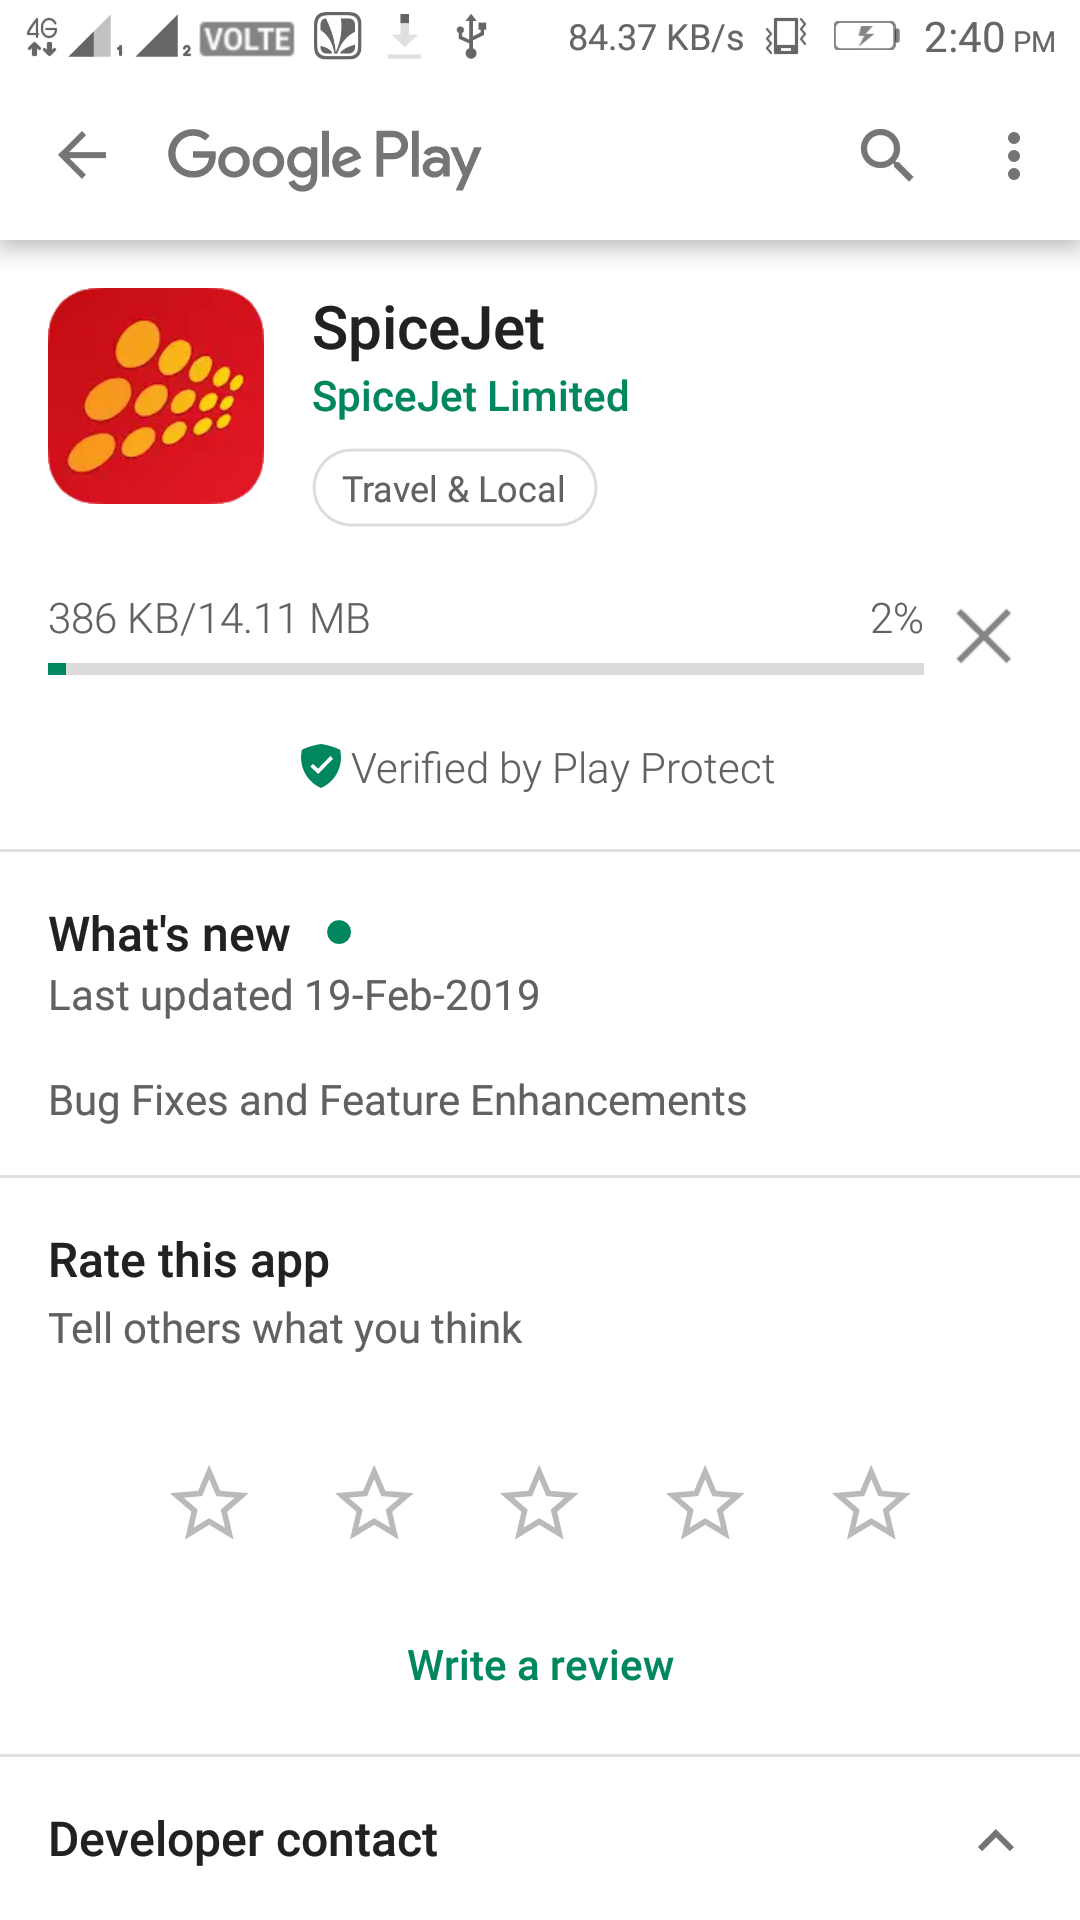 4G 1 2 VOLTE 84.37 KB/s 2:40 PM
Google Play
SpiceJet
SpiceJet Limited
Travel & Local
386 KB/14.11 MB 2%
Verified by Play Protect
What's new
Last updated 19-Feb-2019
Bug Fixes and Feature Enhancements
Rate this app
Tell others what you think
Write a review
Developer contact